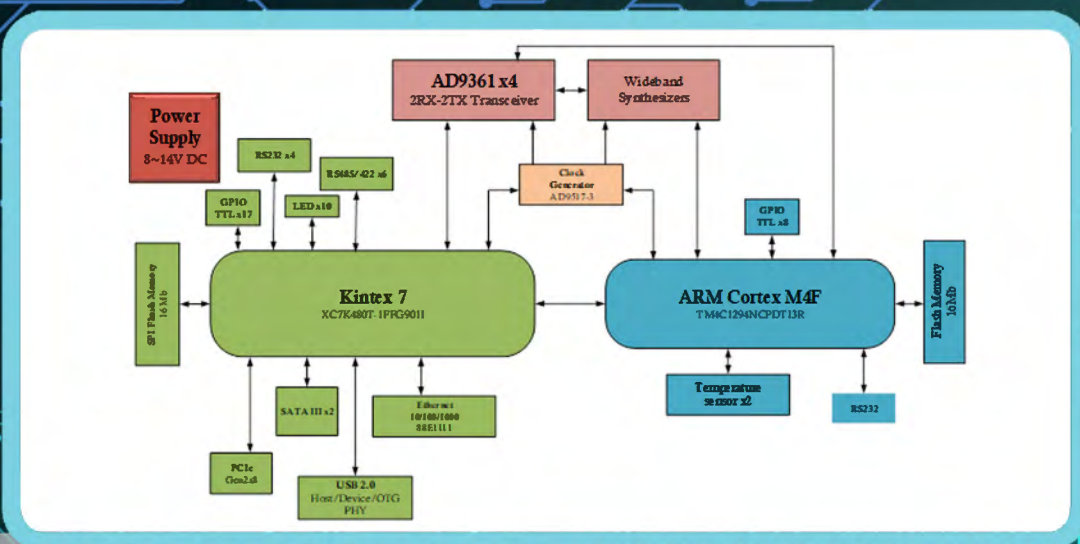 AD9361 x4
2RX-2TX Transceiver
Wideband
Synthesizers
Power
Supply
8~14V DC
RS232 x4
RS485/422 x6
Clock
Generator
AD9517-3
GPIO
TTL x17
LED x10
GPIO
TTL x8
SPI Flash Memory
16Mb
Kintex 7
XC7K480T-1FFG901I
ARM Cortex M4F
TM4C1294NCPDTI3R
Flash Memory
16Mb
SATA III x2
Ethernet
10/100/1000
88E1111
Temperature
sensor x2
RS232
PCIe
Gen2x8
USB 2.0
Host/Device/OTG
PHY